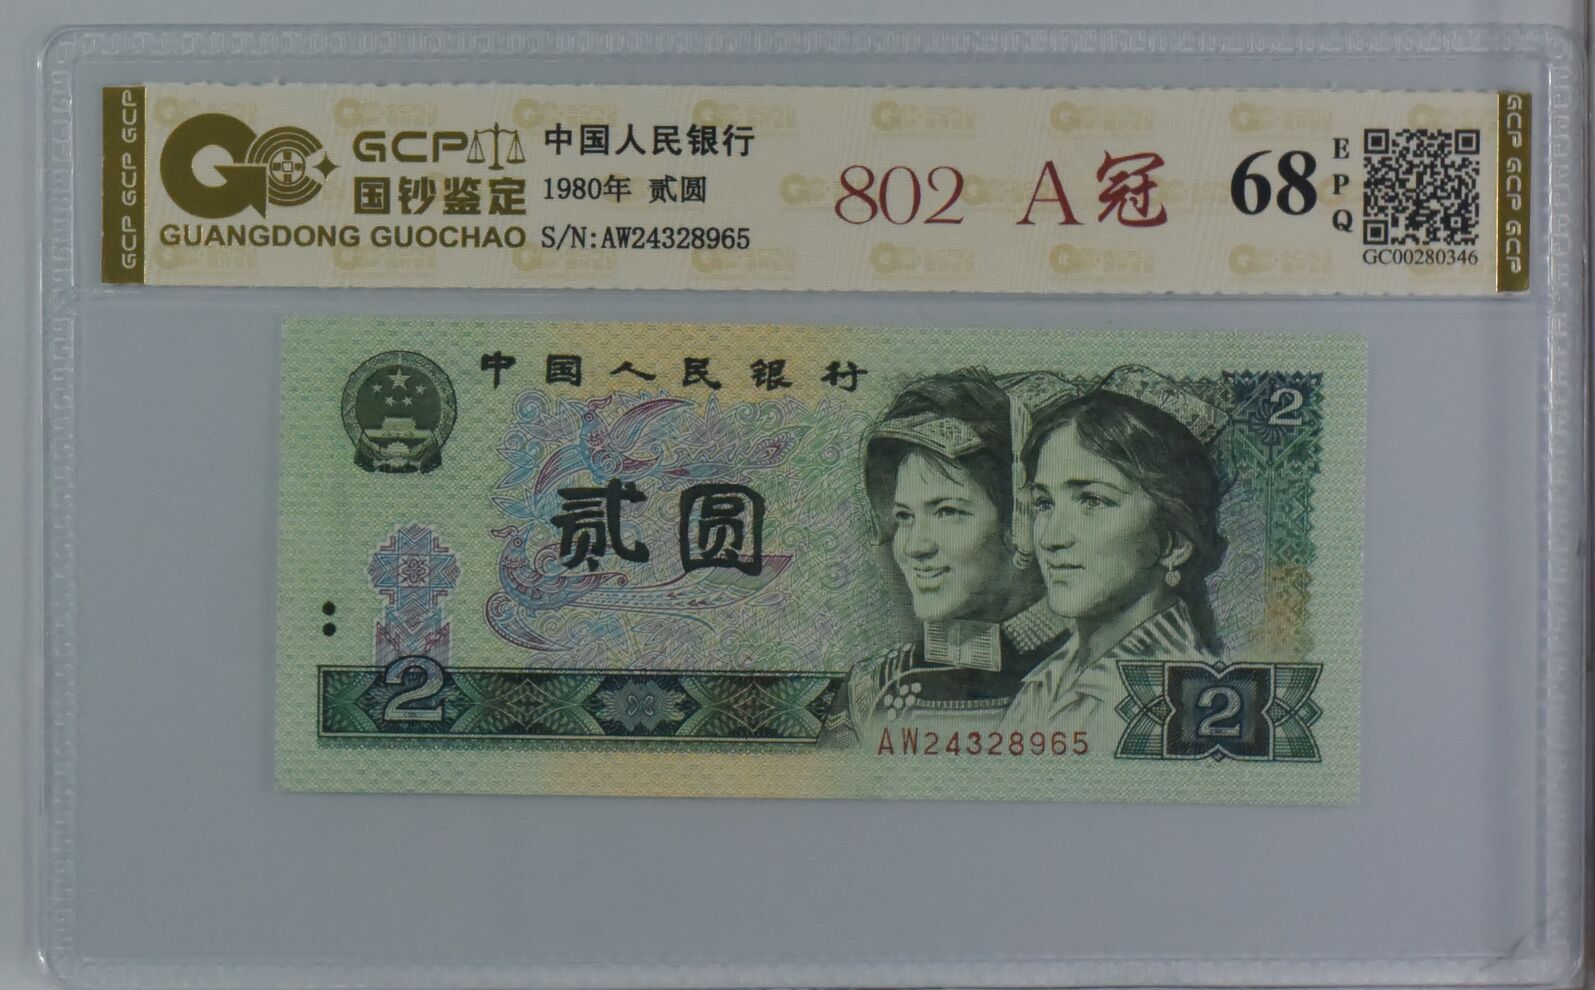 GCP GCP GCP
GCP
国钞鉴定
GUANGDONG GUOCHAO
中国人民银行
1980年 贰圆
S/N:AW24328965
802 A冠
68
EPQ
GC00280346
GCP GCP GCP
中国人民银行
2
贰圆
2
2
AW24328965